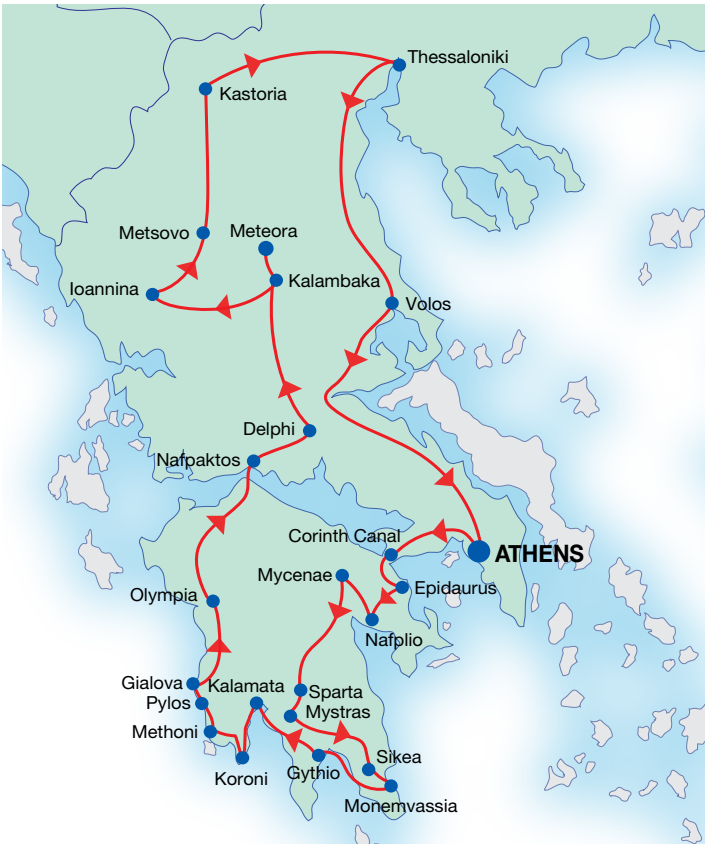 Thessaloniki
Kastoria
Metsovo
Meteora
Ioannina
Kalambaka
Volos
Delphi
Nafpaktos
Corinth Canal
ATHENS
Mycenae
Epidaurus
Olympia
Nafplio
Gialova
Kalamata
Sparta
Pylos
Mystras
Methoni
Sikea
Koroni
Gythio
Monemvassia